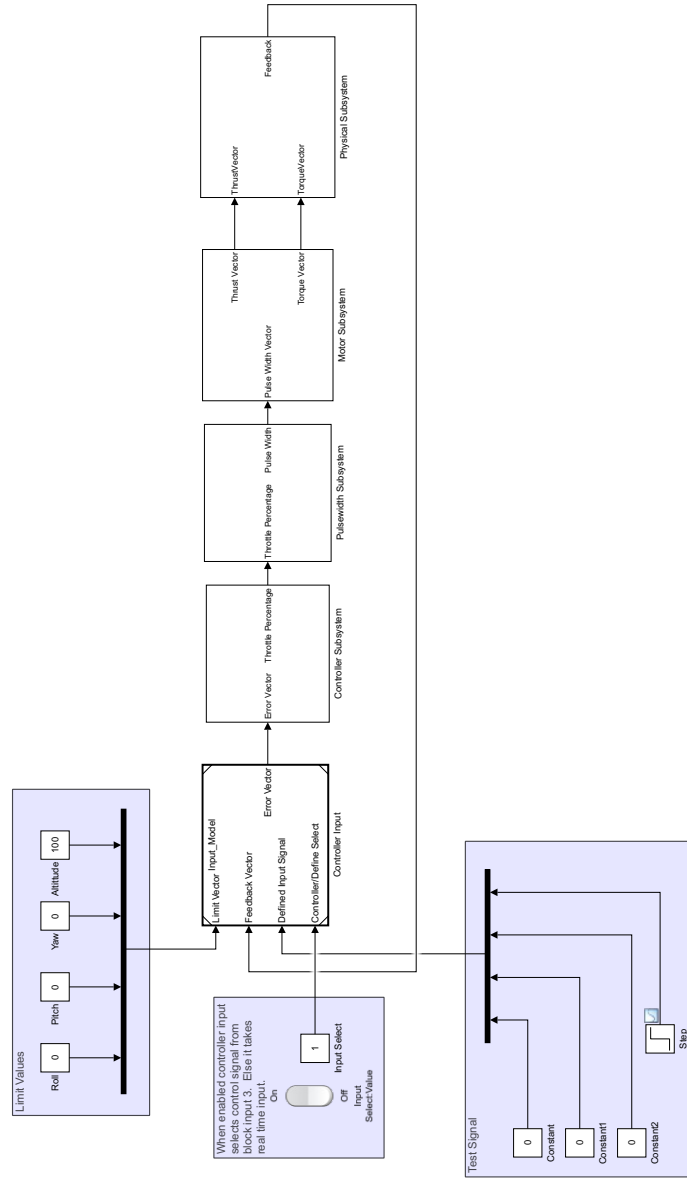 Limit Values
0
Roll
0
Pitch
0
Yaw
100
Altitude
When enabled controller input
selects control signal from
block input 3. Else it takes
real time input.
On
Off
Input
Select:Value
1
Input Select
Limit Vector
Input_Model
Feedback Vector
Error Vector
Defined Input Signal
Controller/Define Select
Controller Input
Error Vector
Throttle Percentage
Controller Subsystem
Throttle Percentage
Pulse Width
Pulsewidth Subsystem
Pulse Width Vector
Thrust Vector
Torque Vector
Motor Subsystem
ThrustVector
TorqueVector
Feedback
Physical Subsystem
Test Signal
0
Constant
0
Constant1
0
Constant2
Step